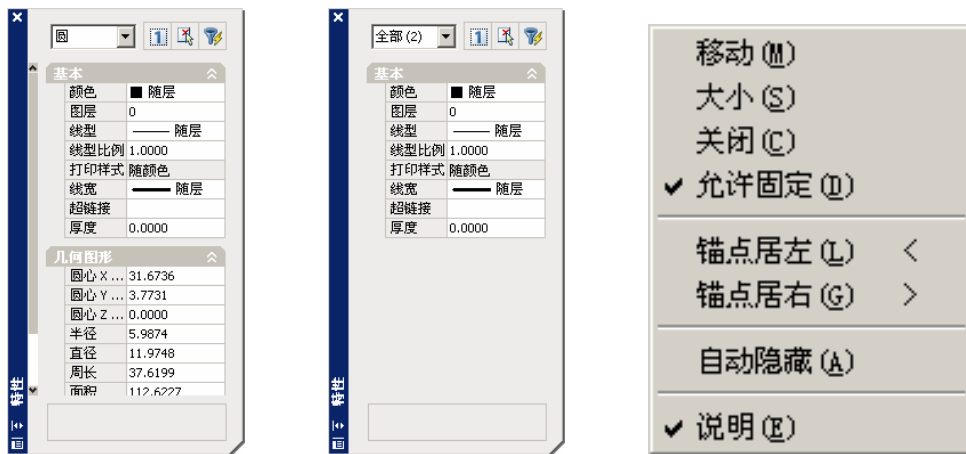 圆
1
基本
颜色 ■ 随层
图层 0
线型 随层
线型比例 1.0000
打印样式 随颜色
线宽 随层
超链接
厚度 0.0000
几何图形
圆心 X ... 31.6736
圆心 Y ... 3.7731
圆心 Z ... 0.0000
半径 5.9874
直径 11.9748
周长 37.6199
面积 112.6227
特性
全部 (2)
1
基本
颜色 ■ 随层
图层 0
线型 随层
线型比例 1.0000
打印样式 随颜色
线宽 随层
超链接
厚度 0.0000
特性
移动(M)
大小(S)
关闭(C)
✔ 允许固定(D)
锚点居左(L) <
锚点居右(G) >
自动隐藏(A)
✔ 说明(E)